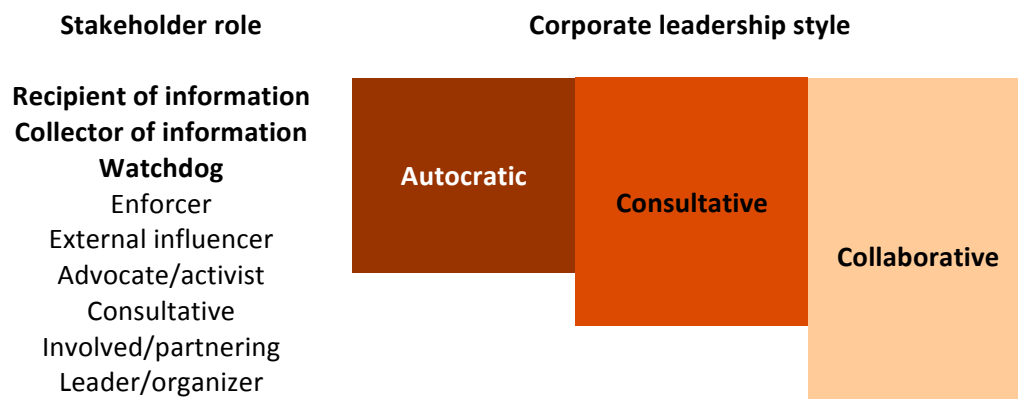 Stakeholder role
Corporate leadership style
Recipient of information
Collector of information
Watchdog
Enforcer
External influencer
Advocate/activist
Consultative
Involved/partnering
Leader/organizer
Autocratic
Consultative
Collaborative